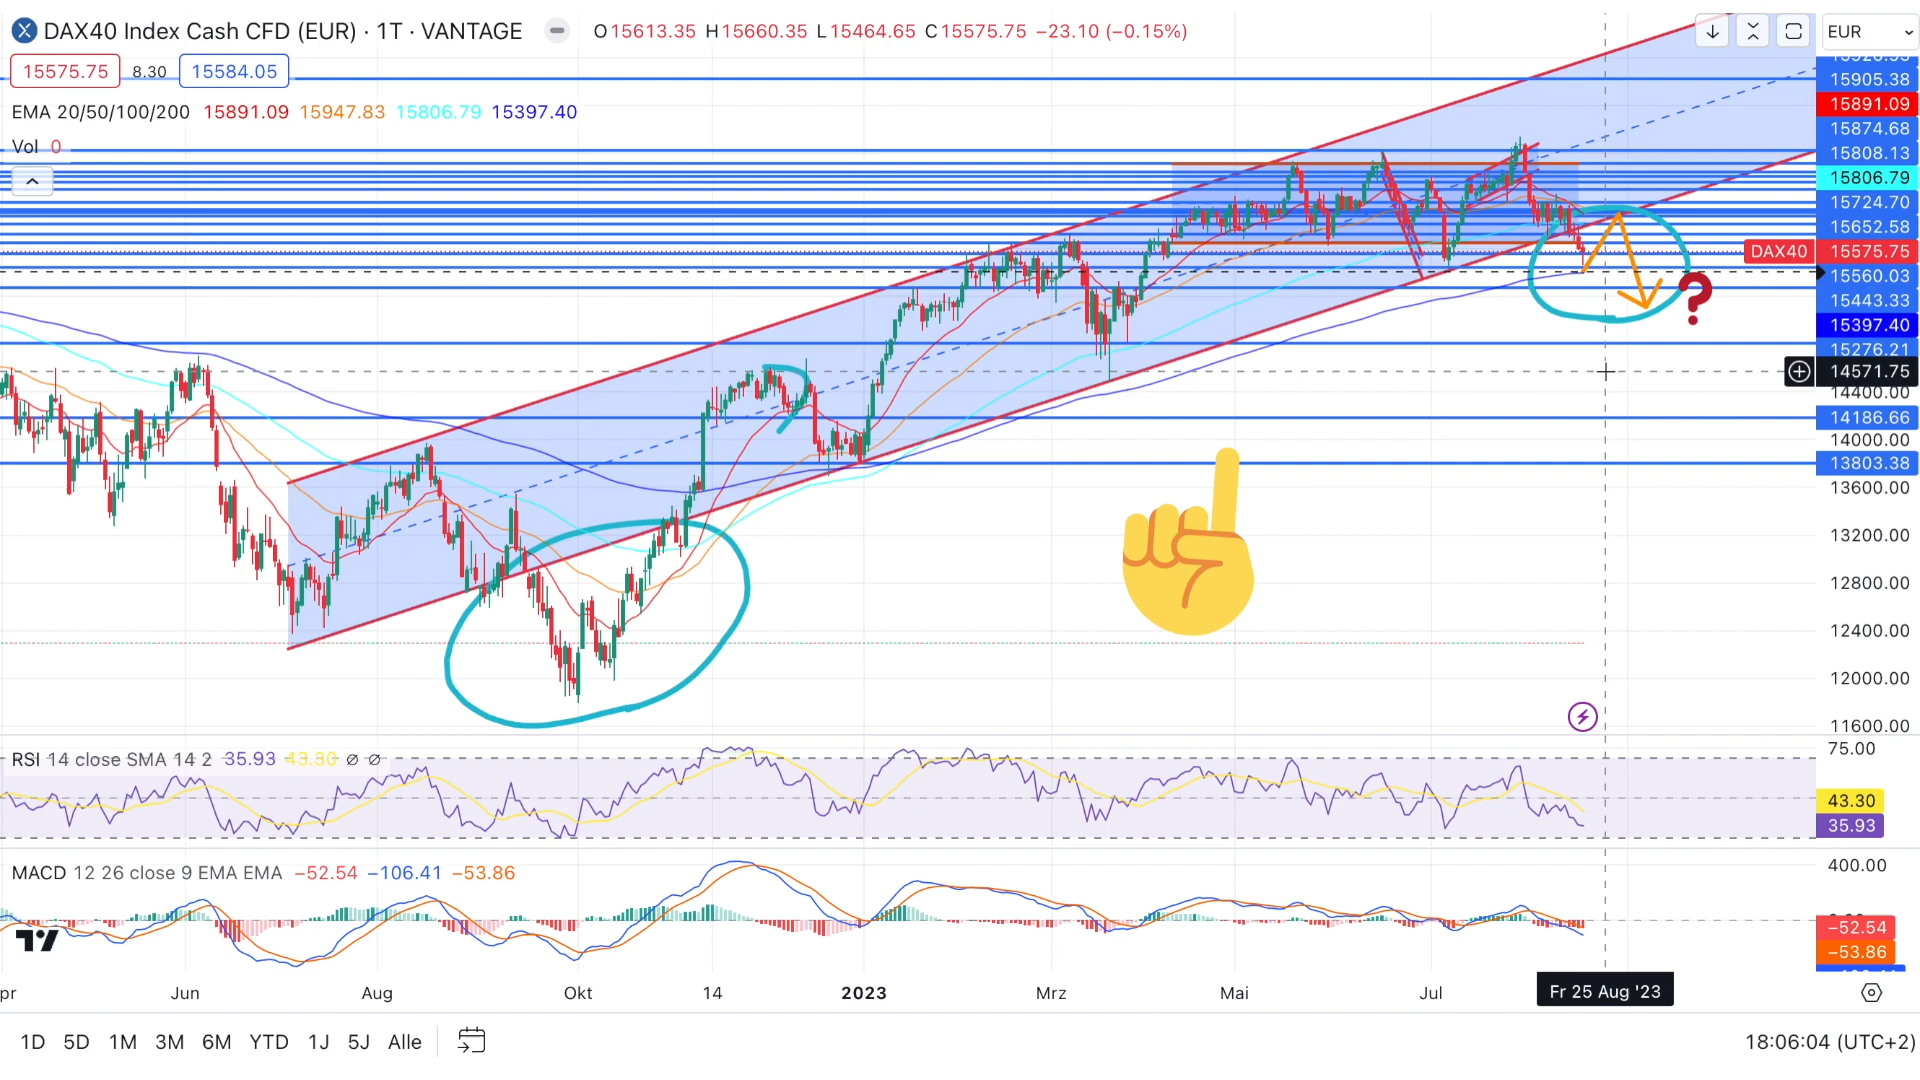 DAX40 Index Cash CFD (EUR) · 1T · VANTAGE O15613.35 H15660.35 L15464.65 C15575.75 −23.10 (−0.15%)
EUR
15575.75 8.30 15584.05
EMA 20/50/100/200 15891.09 15947.83 15806.79 15397.40
Vol 0
15905.38
15891.09
15874.68
15808.13
15806.79
15724.70
15652.58
DAX40 15575.75
15560.03
15443.33
15397.40
15276.21
14571.75
14400.00
14186.66
14000.00
13803.38
13600.00
13200.00
12800.00
12400.00
12000.00
11600.00
?
RSI 14 close SMA 14 2 35.93 43.30 ∅ ∅
75.00
43.30
35.93
MACD 12 26 close 9 EMA EMA −52.54 −106.41 −53.86
400.00
−52.54
−53.86
pr Jun Aug Okt 14 2023 Mrz Mai Jul Fr 25 Aug '23
1D 5D 1M 3M 6M YTD 1J 5J Alle
18:06:04 (UTC+2)